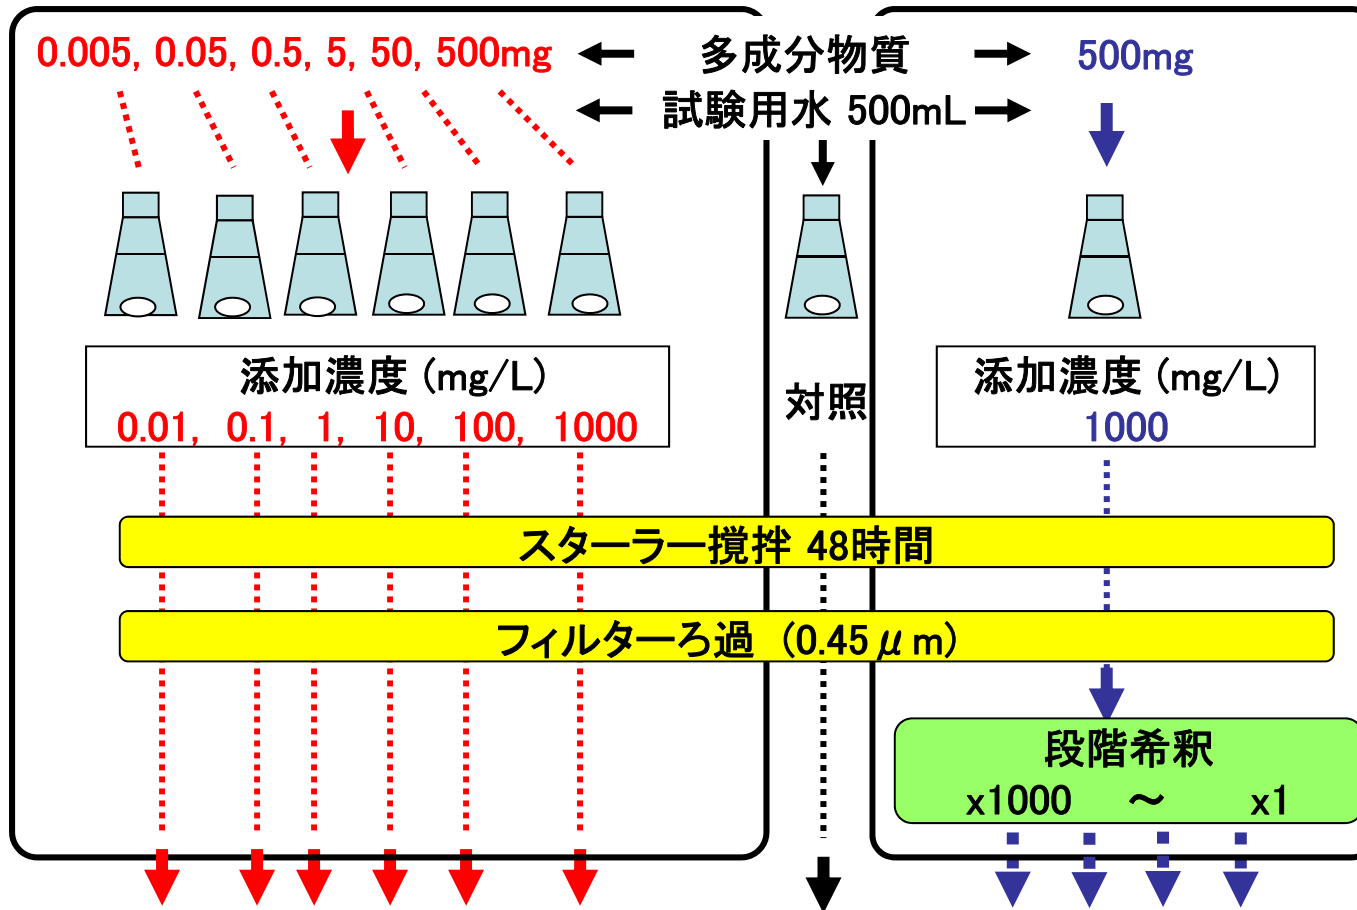 0.005, 0.05, 0.5, 5, 50, 500mg
多成分物質
500mg
試験用水 500mL
添加濃度 (mg/L)
0.01, 0.1, 1, 10, 100, 1000
対照
添加濃度 (mg/L)
1000
スターラー撹拌 48時間
フィルターろ過 (0.45μm)
段階希釈
x1000 ～ x1